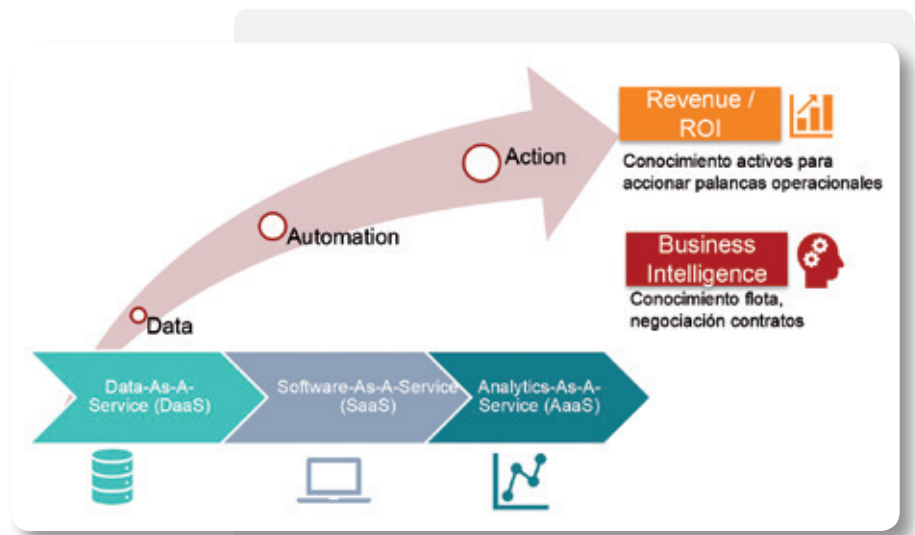 Revenue /
ROI
Conocimiento activos para
accionar palancas operacionales
Action
Automation
Business
Intelligence
Conocimiento flota,
negociación contratos
Data
Data-As-A-
Service (DaaS)
Software-As-A-Service
(SaaS)
Analytics-As-A-
Service (AaaS)